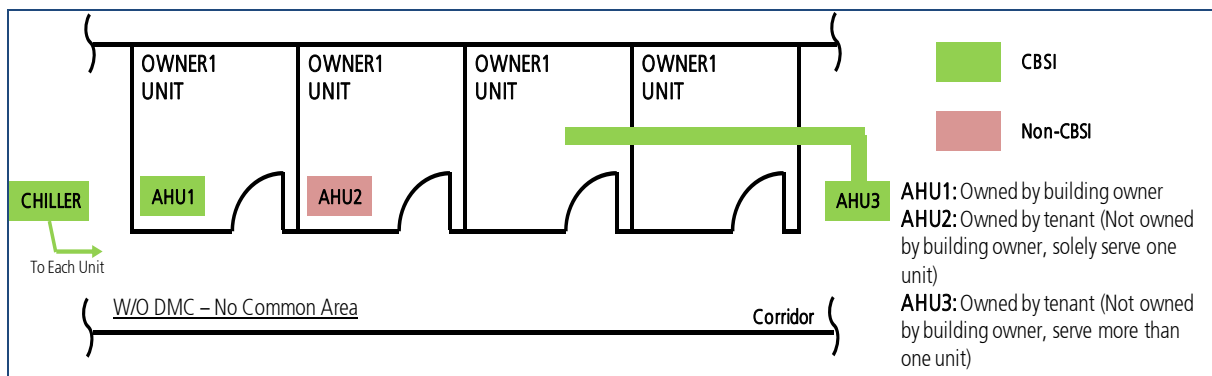 OWNER1
UNIT
OWNER1
UNIT
OWNER1
UNIT
OWNER1
UNIT
CBSI
Non-CBSI
CHILLER
AHU1
AHU2
AHU3
To Each Unit
W/O DMC – No Common Area
Corridor
AHU1: Owned by building owner
AHU2: Owned by tenant (Not owned
by building owner, solely serve one
unit)
AHU3: Owned by tenant (Not owned
by building owner, serve more than
one unit)